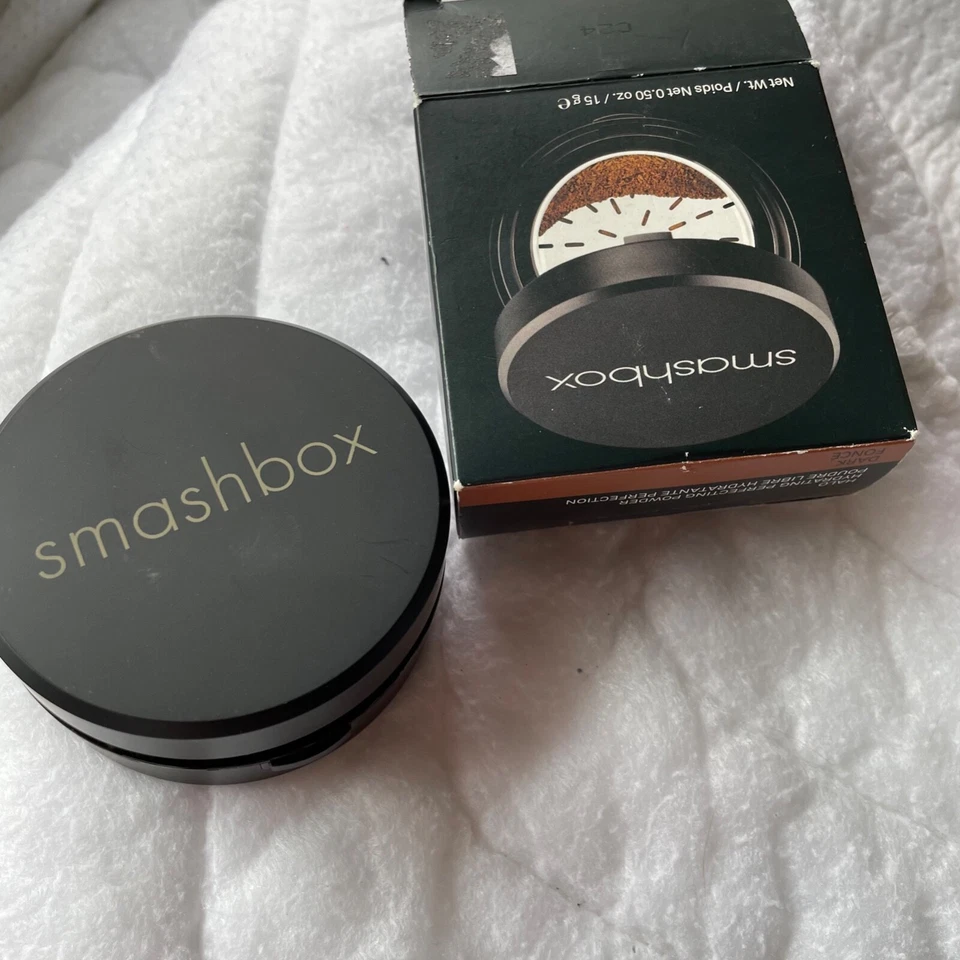 smashbox
C24
Net Wt. / Poids Net 0.50 oz. / 15 g e
smashbox
HALO
HYDRATING PERFECTING POWDER
POUDRE LIBRE HYDRATANTE PERFECTION
DARK
FONCÉ